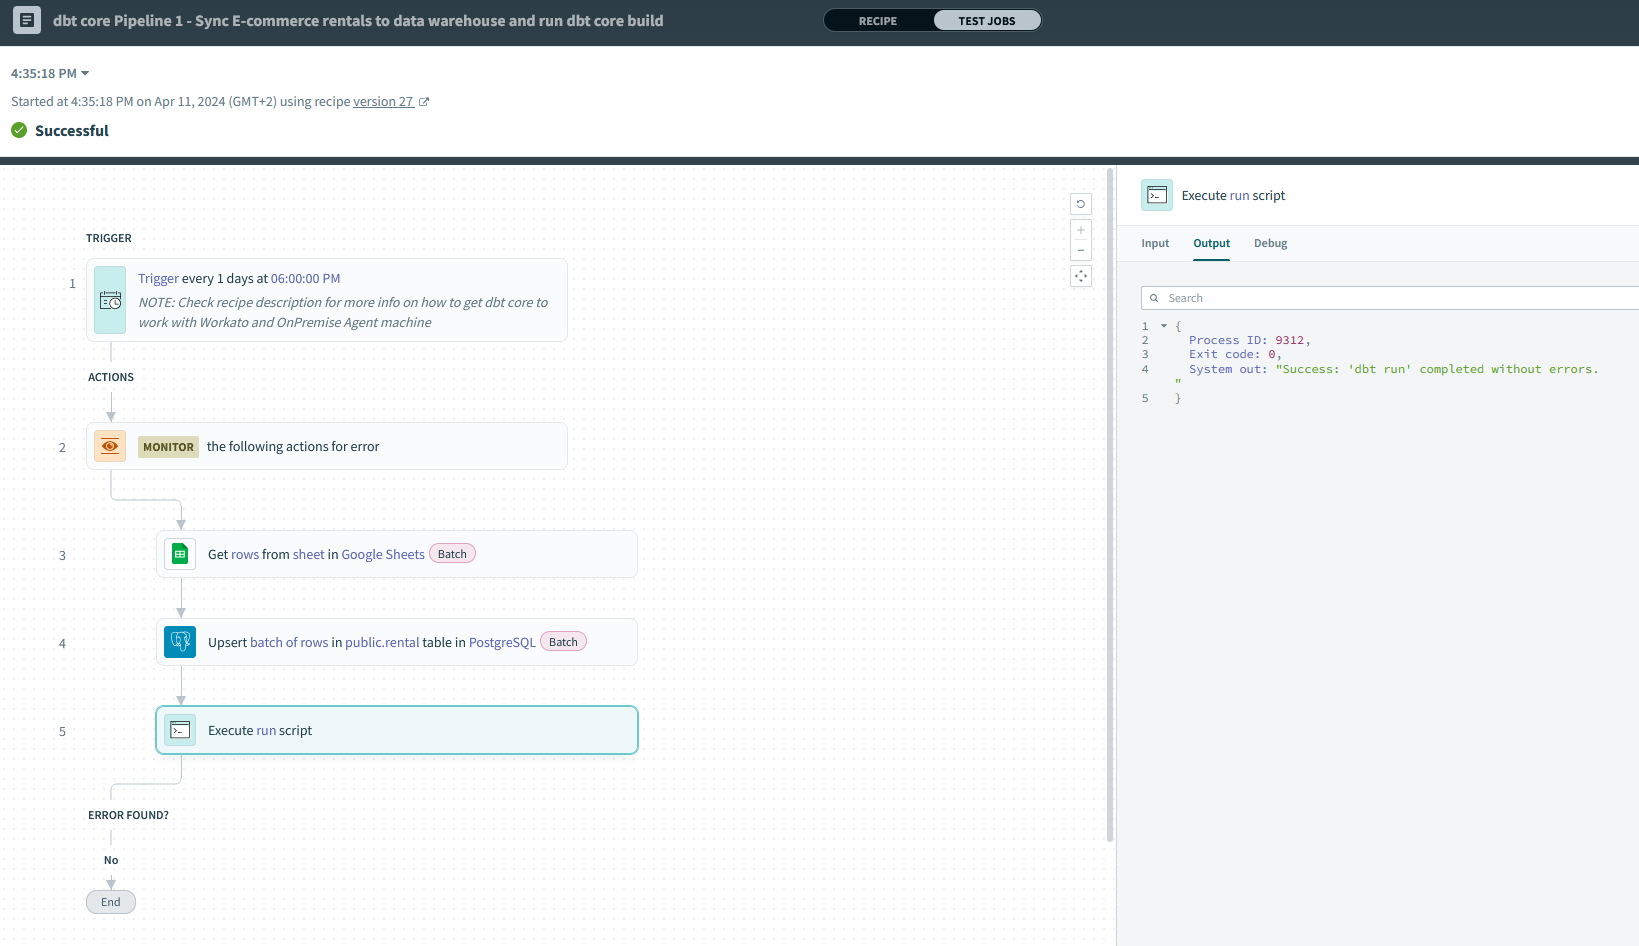 dbt core Pipeline 1 - Sync E-commerce rentals to data warehouse and run dbt core build
RECIPE
TEST JOBS
4:35:18 PM
Started at 4:35:18 PM on Apr 11, 2024 (GMT+2) using recipe version 27
Successful
TRIGGER
1
Trigger every 1 days at 06:00:00 PM
NOTE: Check recipe description for more info on how to get dbt core to
work with Workato and OnPremise Agent machine
ACTIONS
2
MONITOR the following actions for error
3
Get rows from sheet in Google Sheets Batch
4
Upsert batch of rows in public.rental table in PostgreSQL Batch
5
Execute run script
ERROR FOUND?
No
End
Execute run script
Input
Output
Debug
Search
1 {
2 Process ID: 9312,
3 Exit code: 0,
4 System out: "Success: 'dbt run' completed without errors.
"
5 }